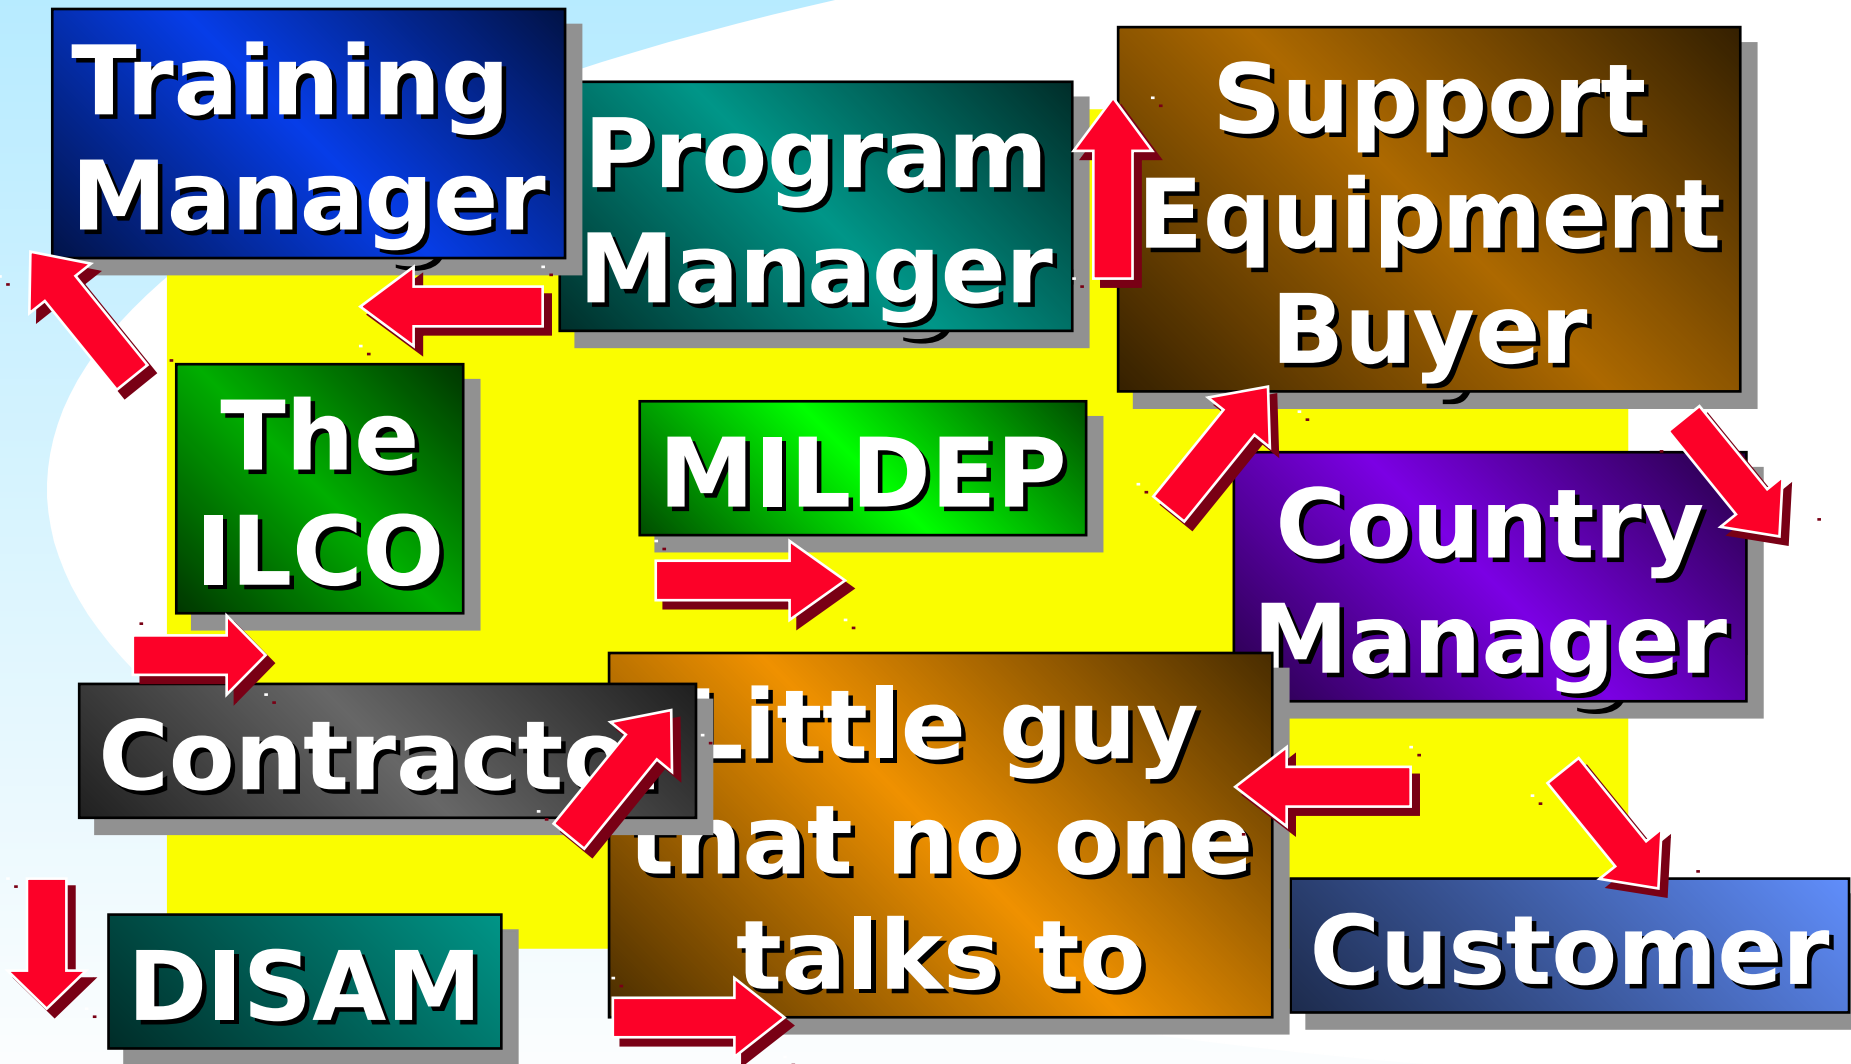 Training
Manager
Program
Manager
Support
Equipment
Buyer
The
ILCO
MILDEP
Country
Manager
Contractor
Little guy
that no one
talks to
DISAM
Customer